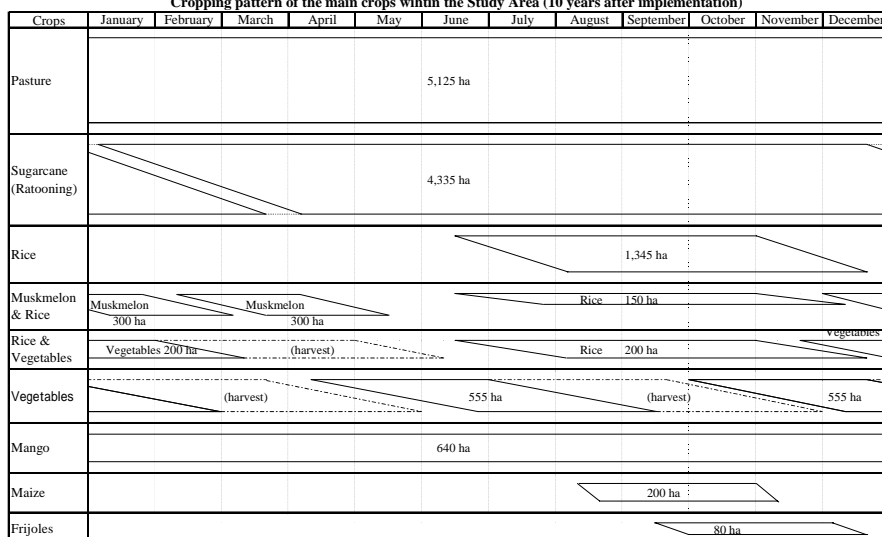 Cropping pattern of the main crops wihtin the Study Area (10 years after implementation)
Crops January February March April May June July August September October November December
Pasture
5,125 ha
Sugarcane
(Ratooning)
4,335 ha
Rice
1,345 ha
Muskmelon
& Rice
Muskmelon
300 ha
Muskmelon
300 ha
Rice 150 ha
Rice &
Vegetables
Vegetables 200 ha
(harvest)
Rice 200 ha
Vegetables
Vegetables
(harvest)
555 ha
(harvest)
555 ha
Mango
640 ha
Maize
200 ha
Frijoles
80 ha